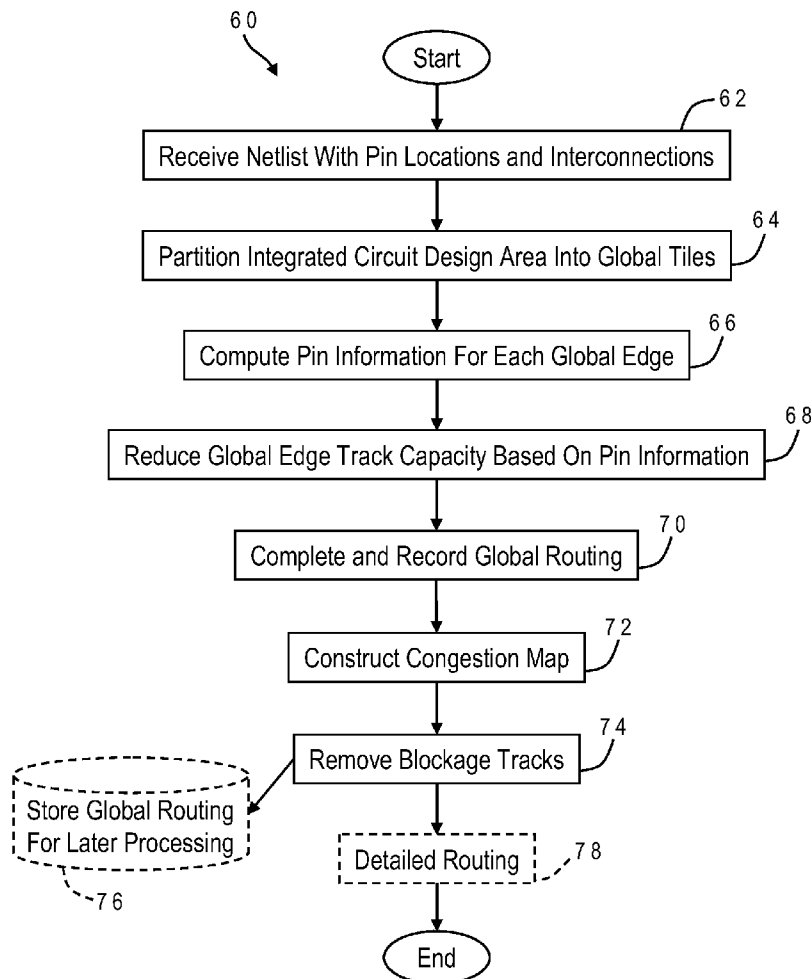 60
Start
62
Receive Netlist With Pin Locations and Interconnections
64
Partition Integrated Circuit Design Area Into Global Tiles
66
Compute Pin Information For Each Global Edge
68
Reduce Global Edge Track Capacity Based On Pin Information
70
Complete and Record Global Routing
72
Construct Congestion Map
74
Remove Blockage Tracks
Store Global Routing
For Later Processing
76
Detailed Routing
78
End